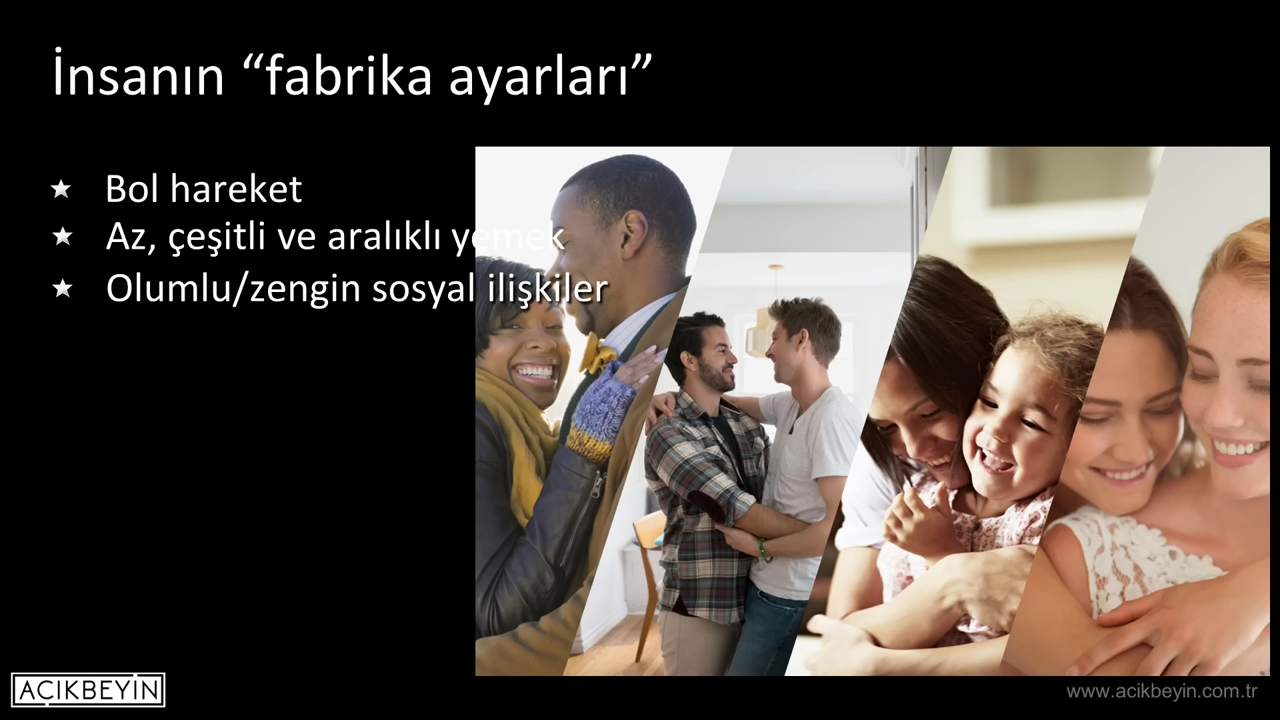 İnsanın “fabrika ayarları”
Bol hareket
Az, çeşitli ve aralıklı yemek
Olumlu/zengin sosyal ilişkiler
AÇIKBEYİN
www.acikbeyin.com.tr